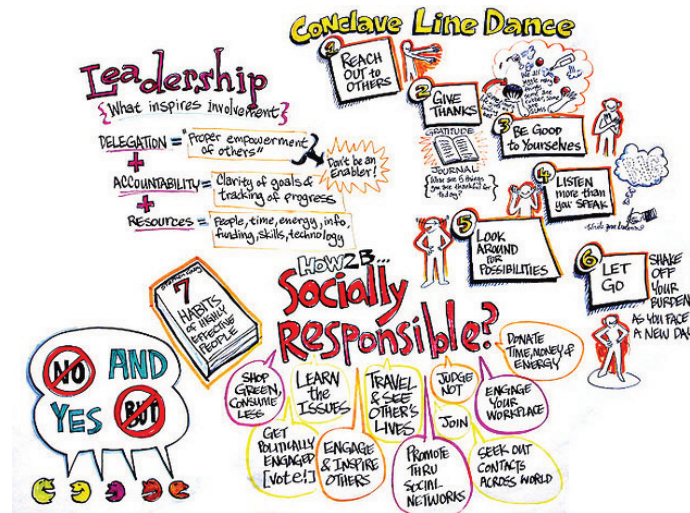 Leadership
{What inspires involvement}
DELEGATION = "Proper empowerment
of others"
Don't be an
Enabler!
+
ACCOUNTABILITY = Clarity of goals &
tracking of progress
+
RESOURCES = People, time, energy, info,
funding, skills, technology
CONCLAVE LINE DANCE
1
REACH
OUT to
OTHERS
2
GIVE
THANKS
GRATITUDE
JOURNAL
3
BE GOOD
to YOURSELVES
4
LISTEN
MORE than
YOU SPEAK
5
LOOK
AROUND
FOR
POSSIBILITIES
6
LET
GO
SHAKE
OFF
YOUR
BURDEN
AS YOU FACE
A NEW DA
7
HABITS
OF HIGHLY
EFFECTIVE
PEOPLE
HOW 2 B...
Socially
Responsible?
SHOP
GREEN,
CONSUME
LESS
LEARN
the
ISSUES
TRAVEL
& SEE
OTHER'S
LIVES
JUDGE
NOT
DONATE
TIME, MONEY &
ENERGY
ENGAGE
YOUR
WORKPLACE
GET
POLITICALLY
ENGAGED
[vote!]
ENGAGE
& INSPIRE
OTHERS
PROMOTE
THRU
SOCIAL
NETWORKS
JOIN
SEEK OUT
CONTACTS
ACROSS WORLD
NO AND
YES BUT